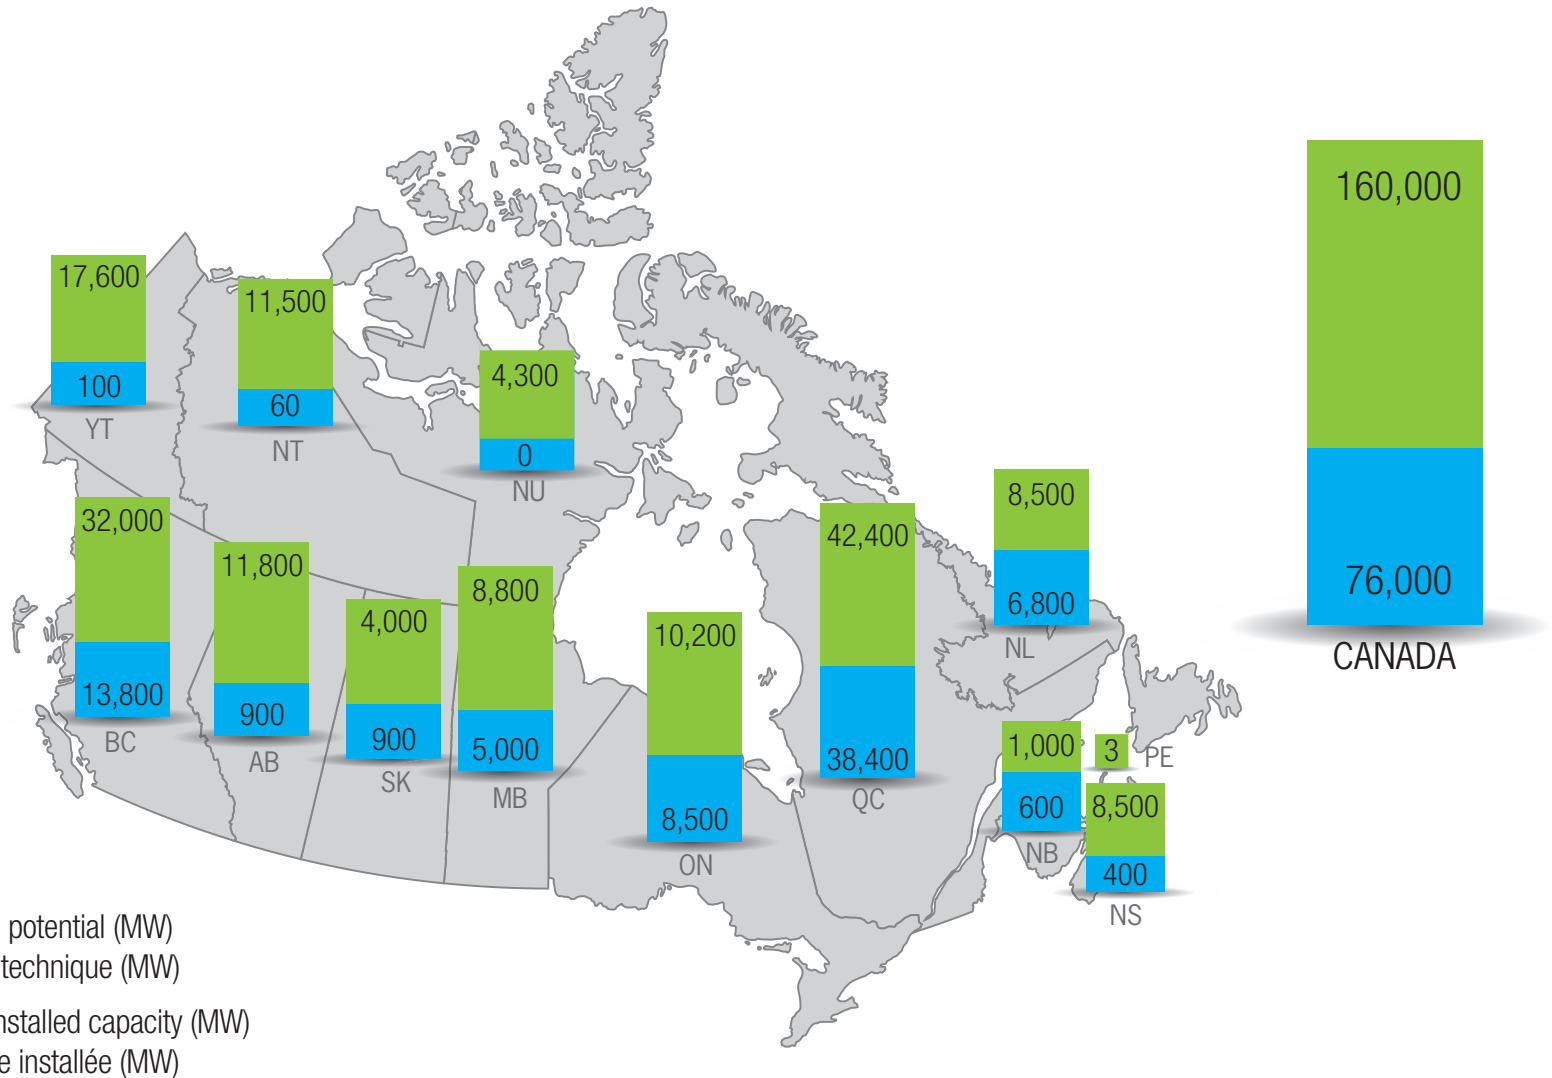 160,000
76,000
CANADA
17,600
100
YT
11,500
60
NT
4,300
0
NU
32,000
13,800
BC
11,800
900
AB
4,000
900
SK
8,800
5,000
MB
10,200
8,500
ON
42,400
38,400
QC
8,500
6,800
NL
1,000
600
NB
3
PE
8,500
400
NS
potential (MW)
technique (MW)
nstalled capacity (MW)
e installée (MW)